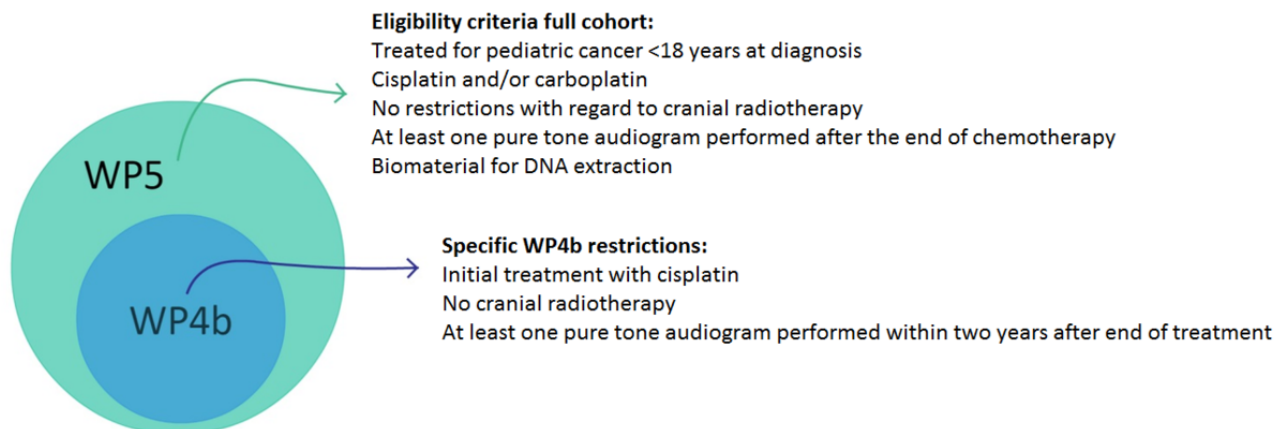 Eligibility criteria full cohort:
Treated for pediatric cancer <18 years at diagnosis
Cisplatin and/or carboplatin
No restrictions with regard to cranial radiotherapy
At least one pure tone audiogram performed after the end of chemotherapy
Biomaterial for DNA extraction
WP5
Specific WP4b restrictions:
Initial treatment with cisplatin
No cranial radiotherapy
At least one pure tone audiogram performed within two years after end of treatment
WP4b